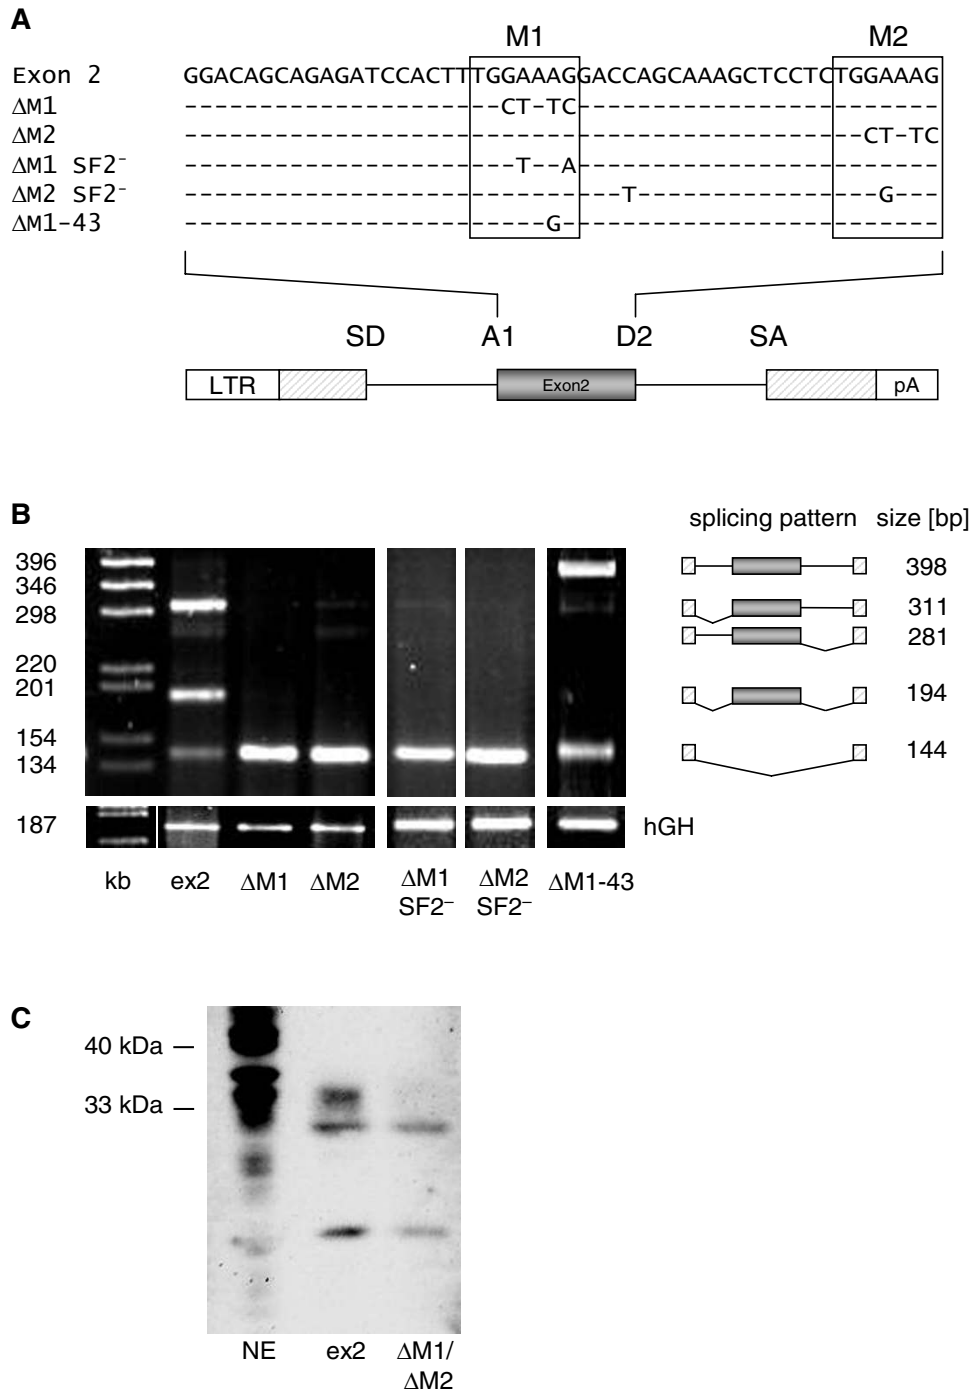 A
M1 M2
Exon 2 GGACAGCAGAGATCCACTTTGGAAAGGACCAGCAAAGCTCCTCTGGAAAG
ΔM1 ---------------------CT-TC------------------------
ΔM2 ---------------------------------------------CT-TC
ΔM1 SF2⁻ ----------------------T--A------------------------
ΔM2 SF2⁻ -----------------------------T----------------G---
ΔM1-43 ------------------------G-------------------------
SD A1 D2 SA
LTR Exon2 pA
B
splicing pattern size [bp]
396
346
298
220
201
154
134
398
311
281
194
144
187 hGH
kb ex2 ΔM1 ΔM2 ΔM1 SF2⁻ ΔM2 SF2⁻ ΔM1-43
C
40 kDa
33 kDa
NE ex2 ΔM1/
ΔM2